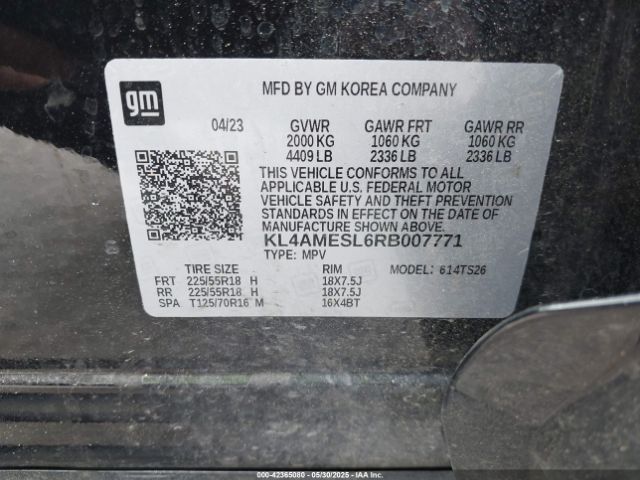 gm
MFD BY GM KOREA COMPANY
04/23 GVWR GAWR FRT GAWR RR
2000 KG 1060 KG 1060 KG
4409 LB 2336 LB 2336 LB
THIS VEHICLE CONFORMS TO ALL
APPLICABLE U.S. FEDERAL MOTOR
VEHICLE SAFETY AND THEFT PREVENTION
STANDARDS IN EFFECT ON THE DATE OF
MANUFACTURE SHOWN ABOVE.
KL4AMESL6RB007771
TYPE: MPV
TIRE SIZE RIM MODEL: 614TS26
FRT 225/55R18 H 18X7.5J
RR 225/55R18 H 18X7.5J
SPA T125/70R16 M 16X4BT
000-42365080 - 05/30/2025 - IAAI.COM